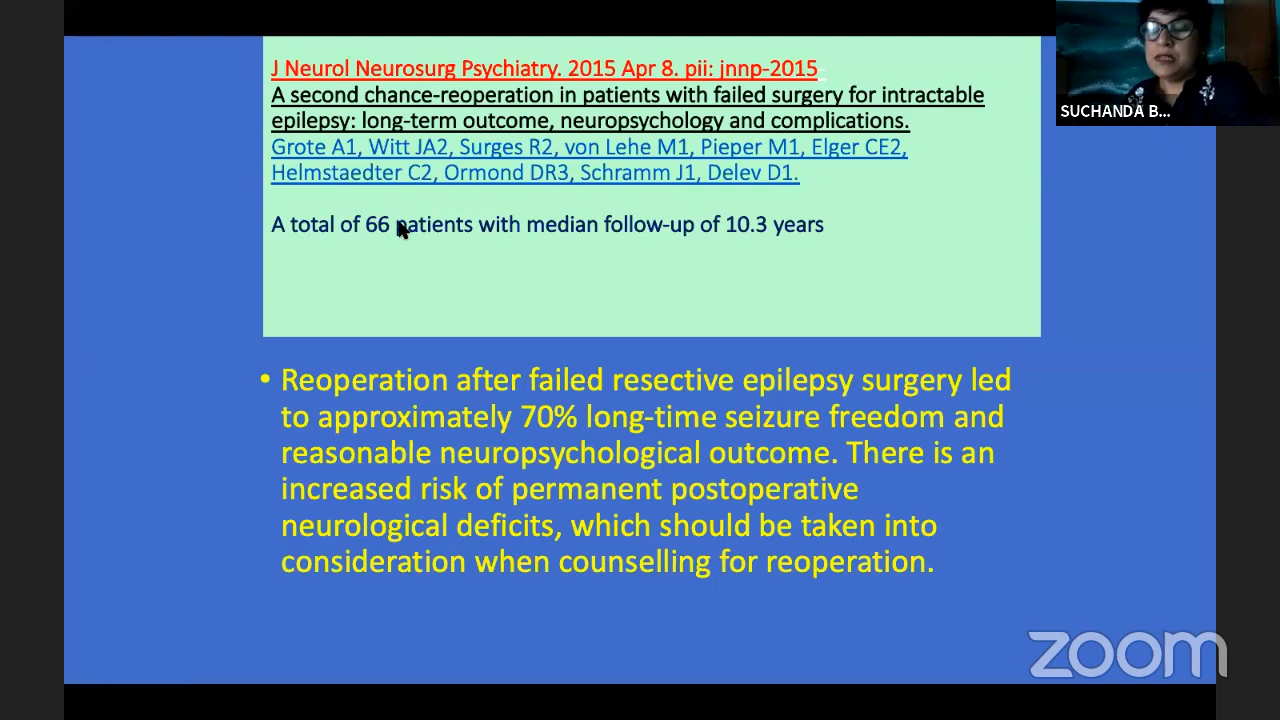 J Neurol Neurosurg Psychiatry. 2015 Apr 8. pii: jnnp-2015-
A second chance-reoperation in patients with failed surgery for intractable
epilepsy: long-term outcome, neuropsychology and complications.
Grote A1, Witt JA2, Surges R2, von Lehe M1, Pieper M1, Elger CE2,
Helmstaedter C2, Ormond DR3, Schramm J1, Delev D1.
A total of 66 patients with median follow-up of 10.3 years
SUCHANDA B...
• Reoperation after failed resective epilepsy surgery led
to approximately 70% long-time seizure freedom and
reasonable neuropsychological outcome. There is an
increased risk of permanent postoperative
neurological deficits, which should be taken into
consideration when counselling for reoperation.
zoom